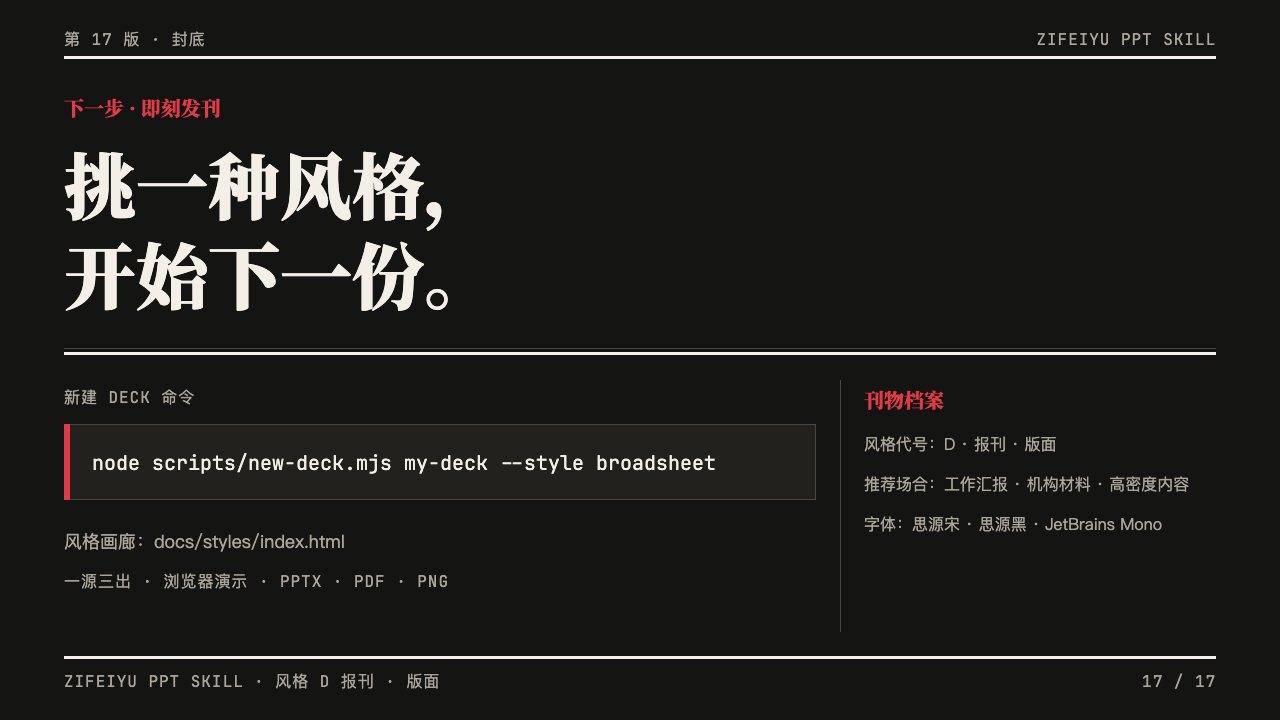 第 17 版 · 封底
ZIFEIYU PPT SKILL
下一步 · 即刻发刊
挑一种风格，
开始下一份。
新建 DECK 命令
node scripts/new-deck.mjs my-deck --style broadsheet
风格画廊：docs/styles/index.html
一源三出 · 浏览器演示 · PPTX · PDF · PNG
刊物档案
风格代号：D · 报刊 · 版面
推荐场合：工作汇报 · 机构材料 · 高密度内容
字体：思源宋 · 思源黑 · JetBrains Mono
ZIFEIYU PPT SKILL · 风格 D 报刊 · 版面
17 / 17